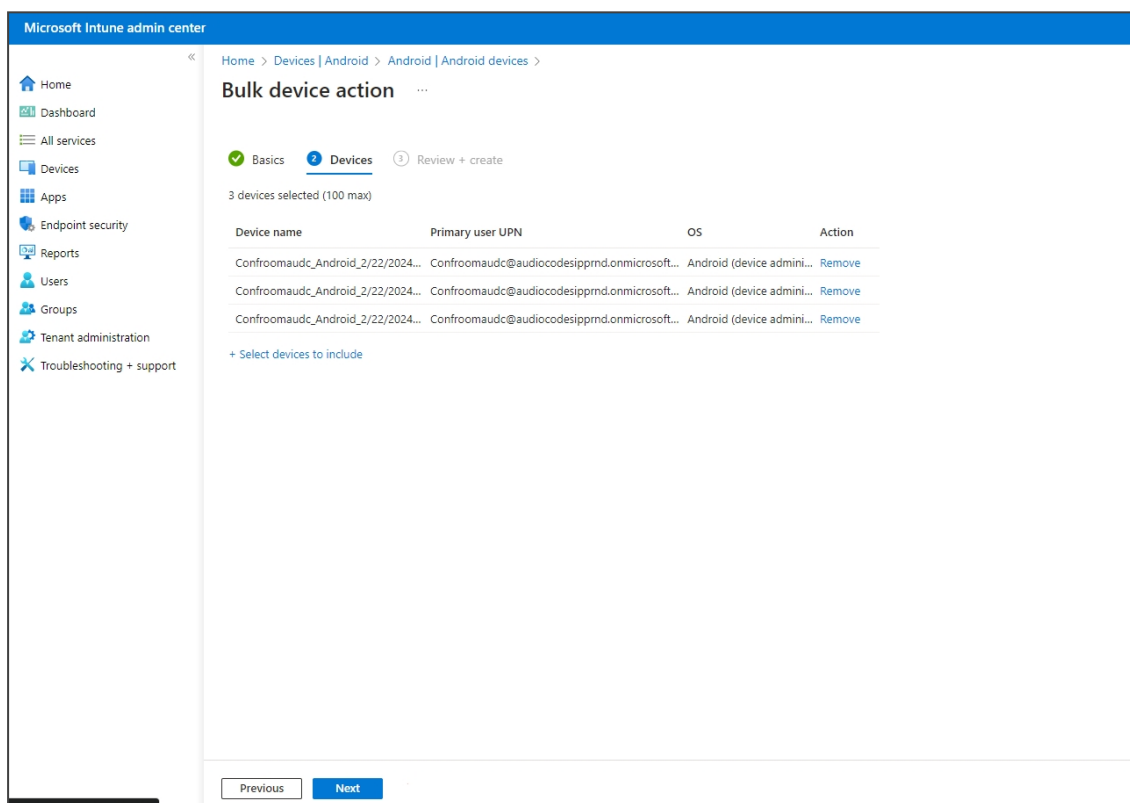 Microsoft Intune admin center
«
Home
Dashboard
All services
Devices
Apps
Endpoint security
Reports
Users
Groups
Tenant administration
Troubleshooting + support
Home > Devices | Android > Android | Android devices >
Bulk device action ...
Basics 2 Devices 3 Review + create
3 devices selected (100 max)
Device name Primary user UPN OS Action
Confroomaudc_Android_2/22/2024... Confroomaudc@audiocodesipprnd.onmicrosoft... Android (device admini... Remove
Confroomaudc_Android_2/22/2024... Confroomaudc@audiocodesipprnd.onmicrosoft... Android (device admini... Remove
Confroomaudc_Android_2/22/2024... Confroomaudc@audiocodesipprnd.onmicrosoft... Android (device admini... Remove
+ Select devices to include
Previous Next